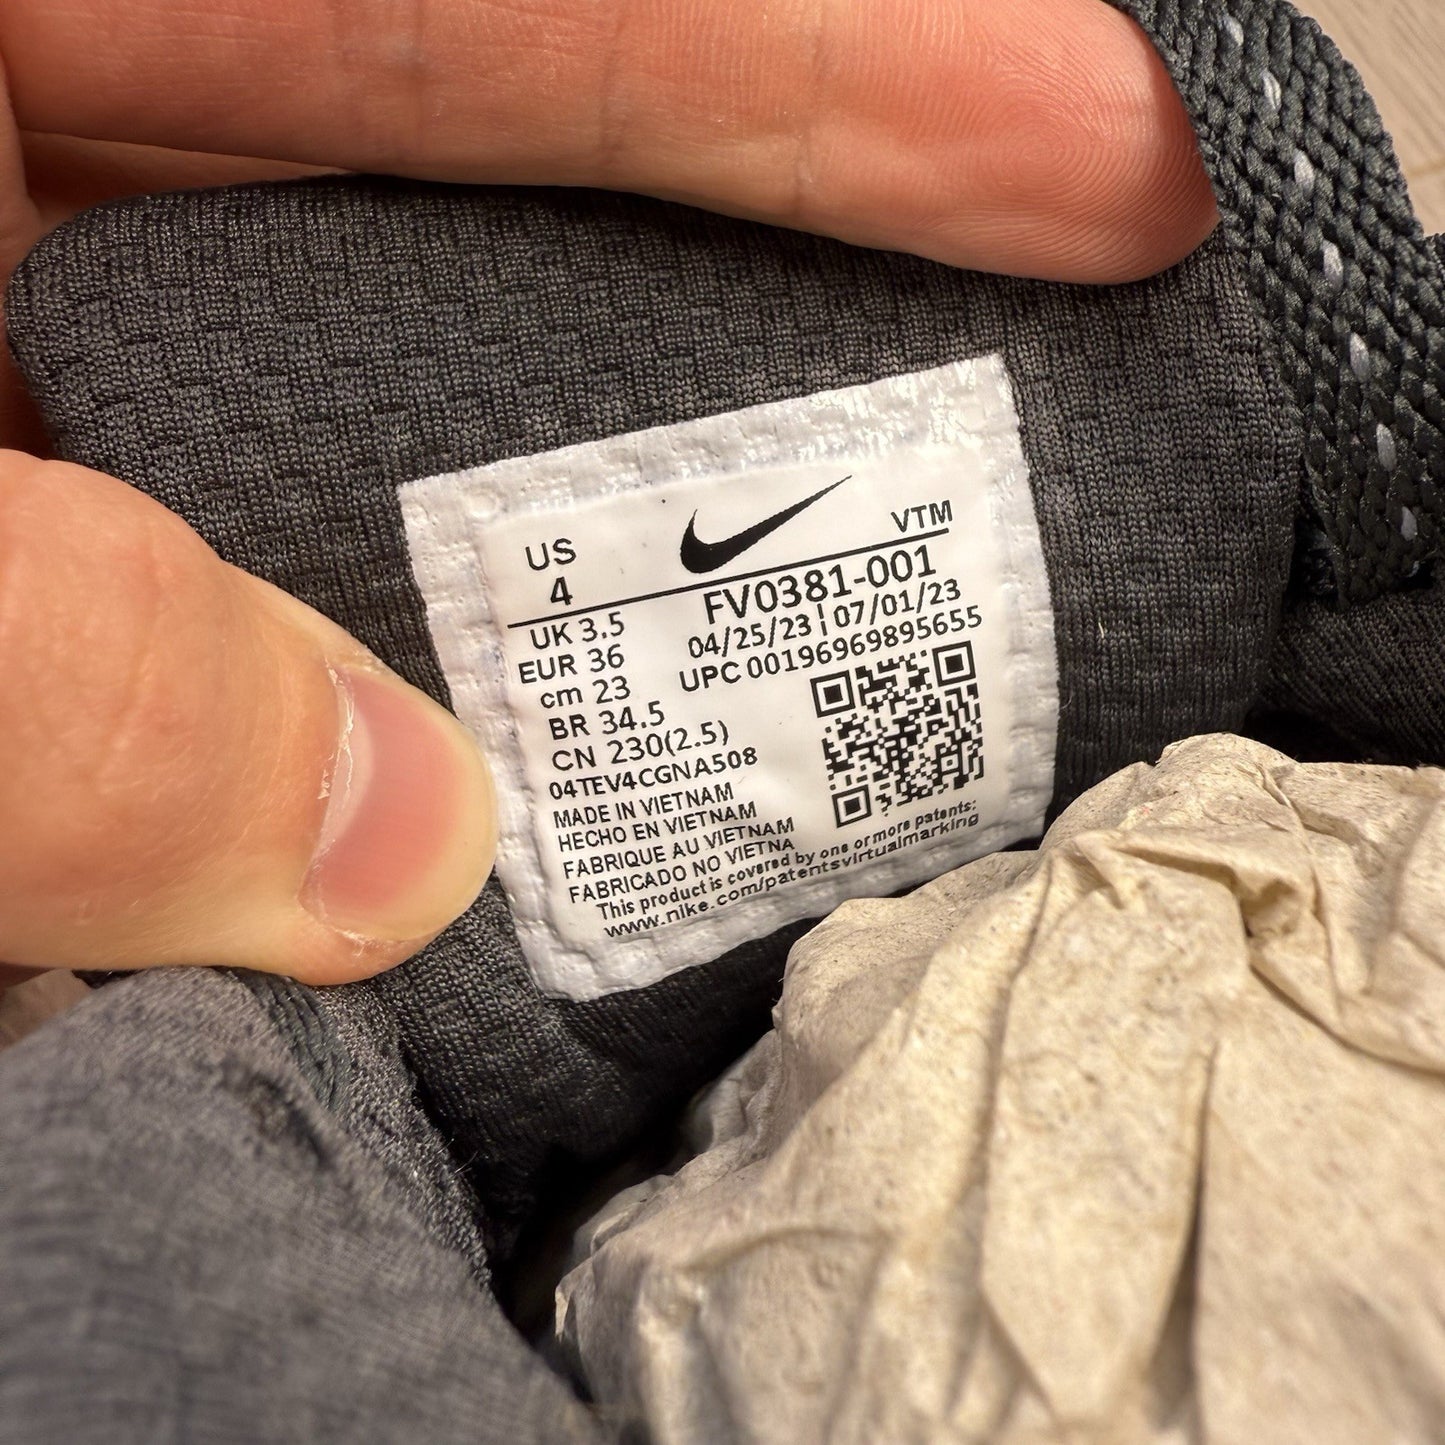 US
4
VTM
FV0381-001
04/25/23 | 07/01/23
UPC 00196969895655
UK 3.5
EUR 36
cm 23
BR 34.5
CN 230(2.5)
04TEV4CGNA508
MADE IN VIETNAM
HECHO EN VIETNAM
FABRIQUE AU VIETNAM
FABRICADO NO VIETNA
This product is covered by one or more patents:
www.nike.com/patentsvirtualmarking